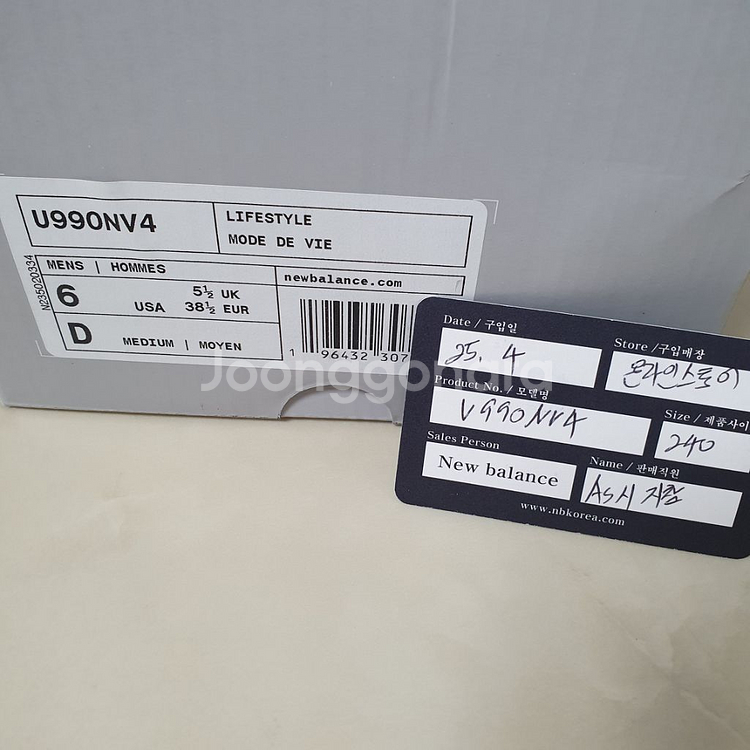 U990NV4
LIFESTYLE
MODE DE VIE
MENS | HOMMES
newbalance.com
6
5½ UK
USA 38½ EUR
D
MEDIUM | MOYEN
N235020334
1 96432 307
Joonggonara
Date / 구입일
25. 4
Store / 구입매장
온라인스토어
Product No. / 모델명
U990NV4
Size / 제품사이
240
Sales Person
New balance
Name / 판매직원
AS시 지참
www.nbkorea.com